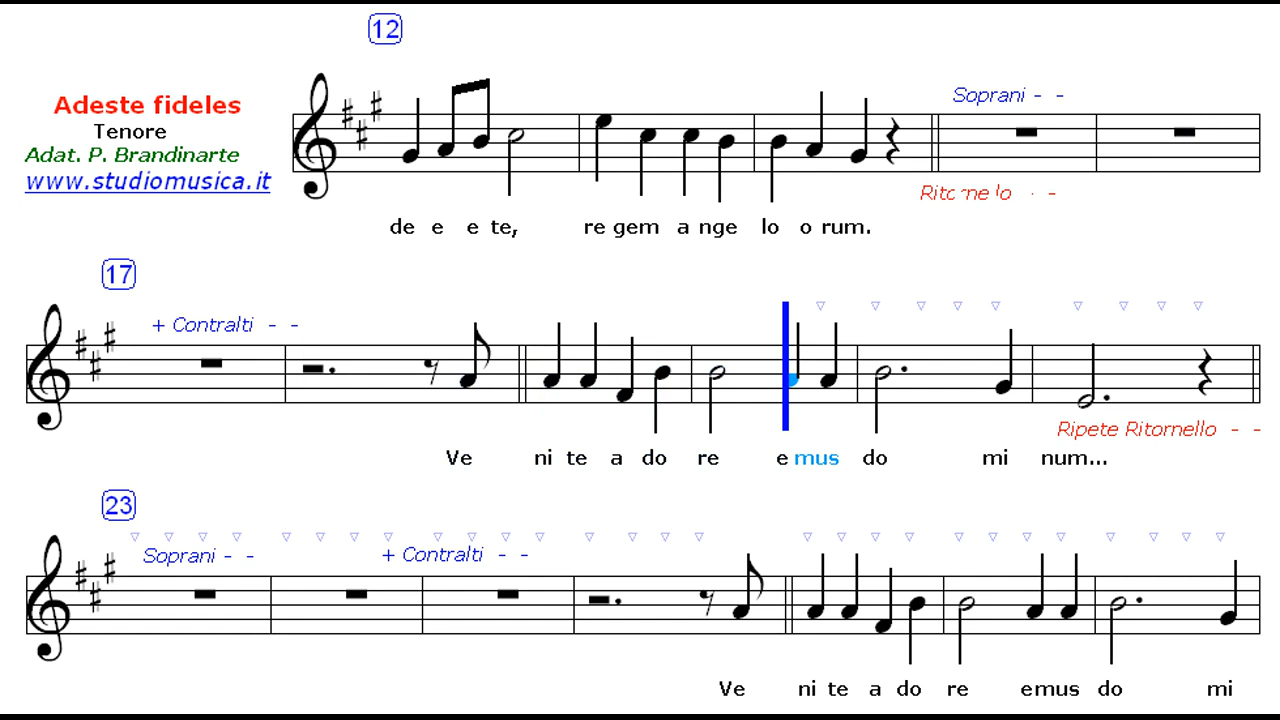 12
Adeste fideles
Tenore
Adat. P. Brandinarte
www.studiomusica.it
Soprani - -
- -
de e e te, re gem a nge lo o rum.
17
+ Contralti - -
Ripete Ritornello - -
Ve ni te a do re e mus do mi num...
23
Soprani - - + Contralti - -
Ve ni te a do re emus do mi